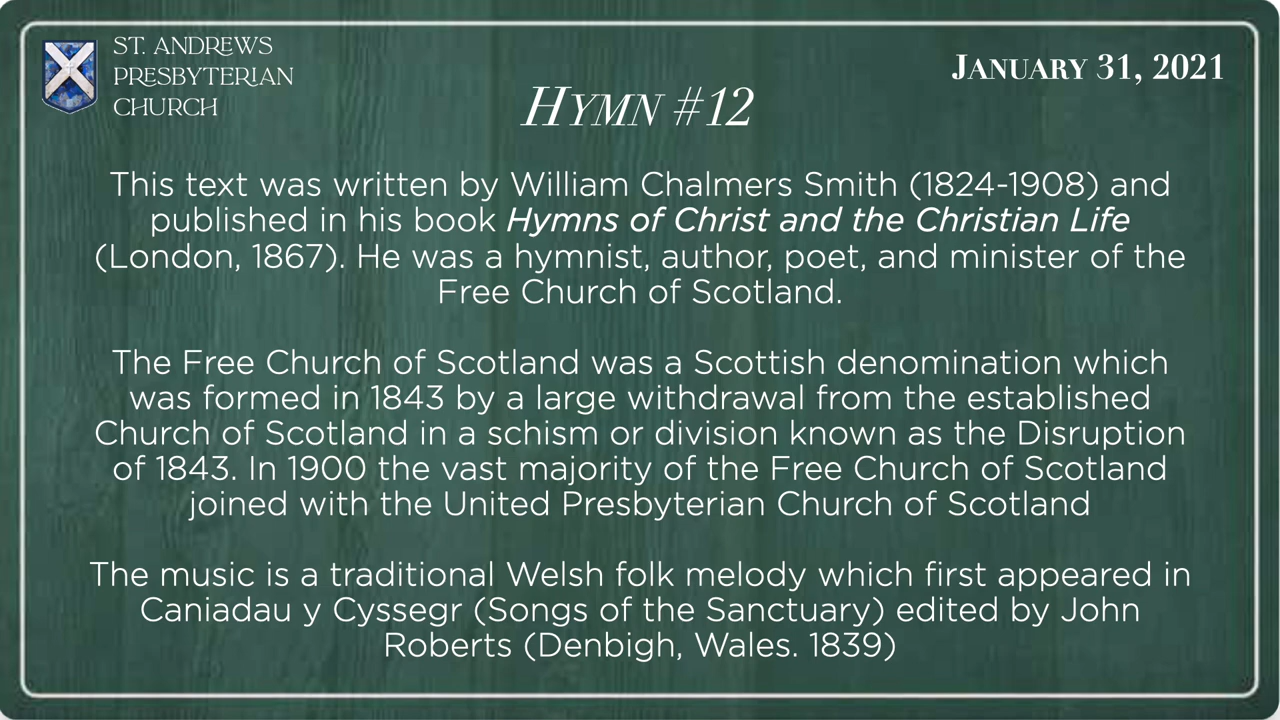 ST. ANDREWS
PRESBYTERIAN
CHURCH
JANUARY 31, 2021
HYMN #12
This text was written by William Chalmers Smith (1824-1908) and
published in his book Hymns of Christ and the Christian Life
(London, 1867). He was a hymnist, author, poet, and minister of the
Free Church of Scotland.
The Free Church of Scotland was a Scottish denomination which
was formed in 1843 by a large withdrawal from the established
Church of Scotland in a schism or division known as the Disruption
of 1843. In 1900 the vast majority of the Free Church of Scotland
joined with the United Presbyterian Church of Scotland
The music is a traditional Welsh folk melody which first appeared in
Caniadau y Cyssegr (Songs of the Sanctuary) edited by John
Roberts (Denbigh, Wales. 1839)